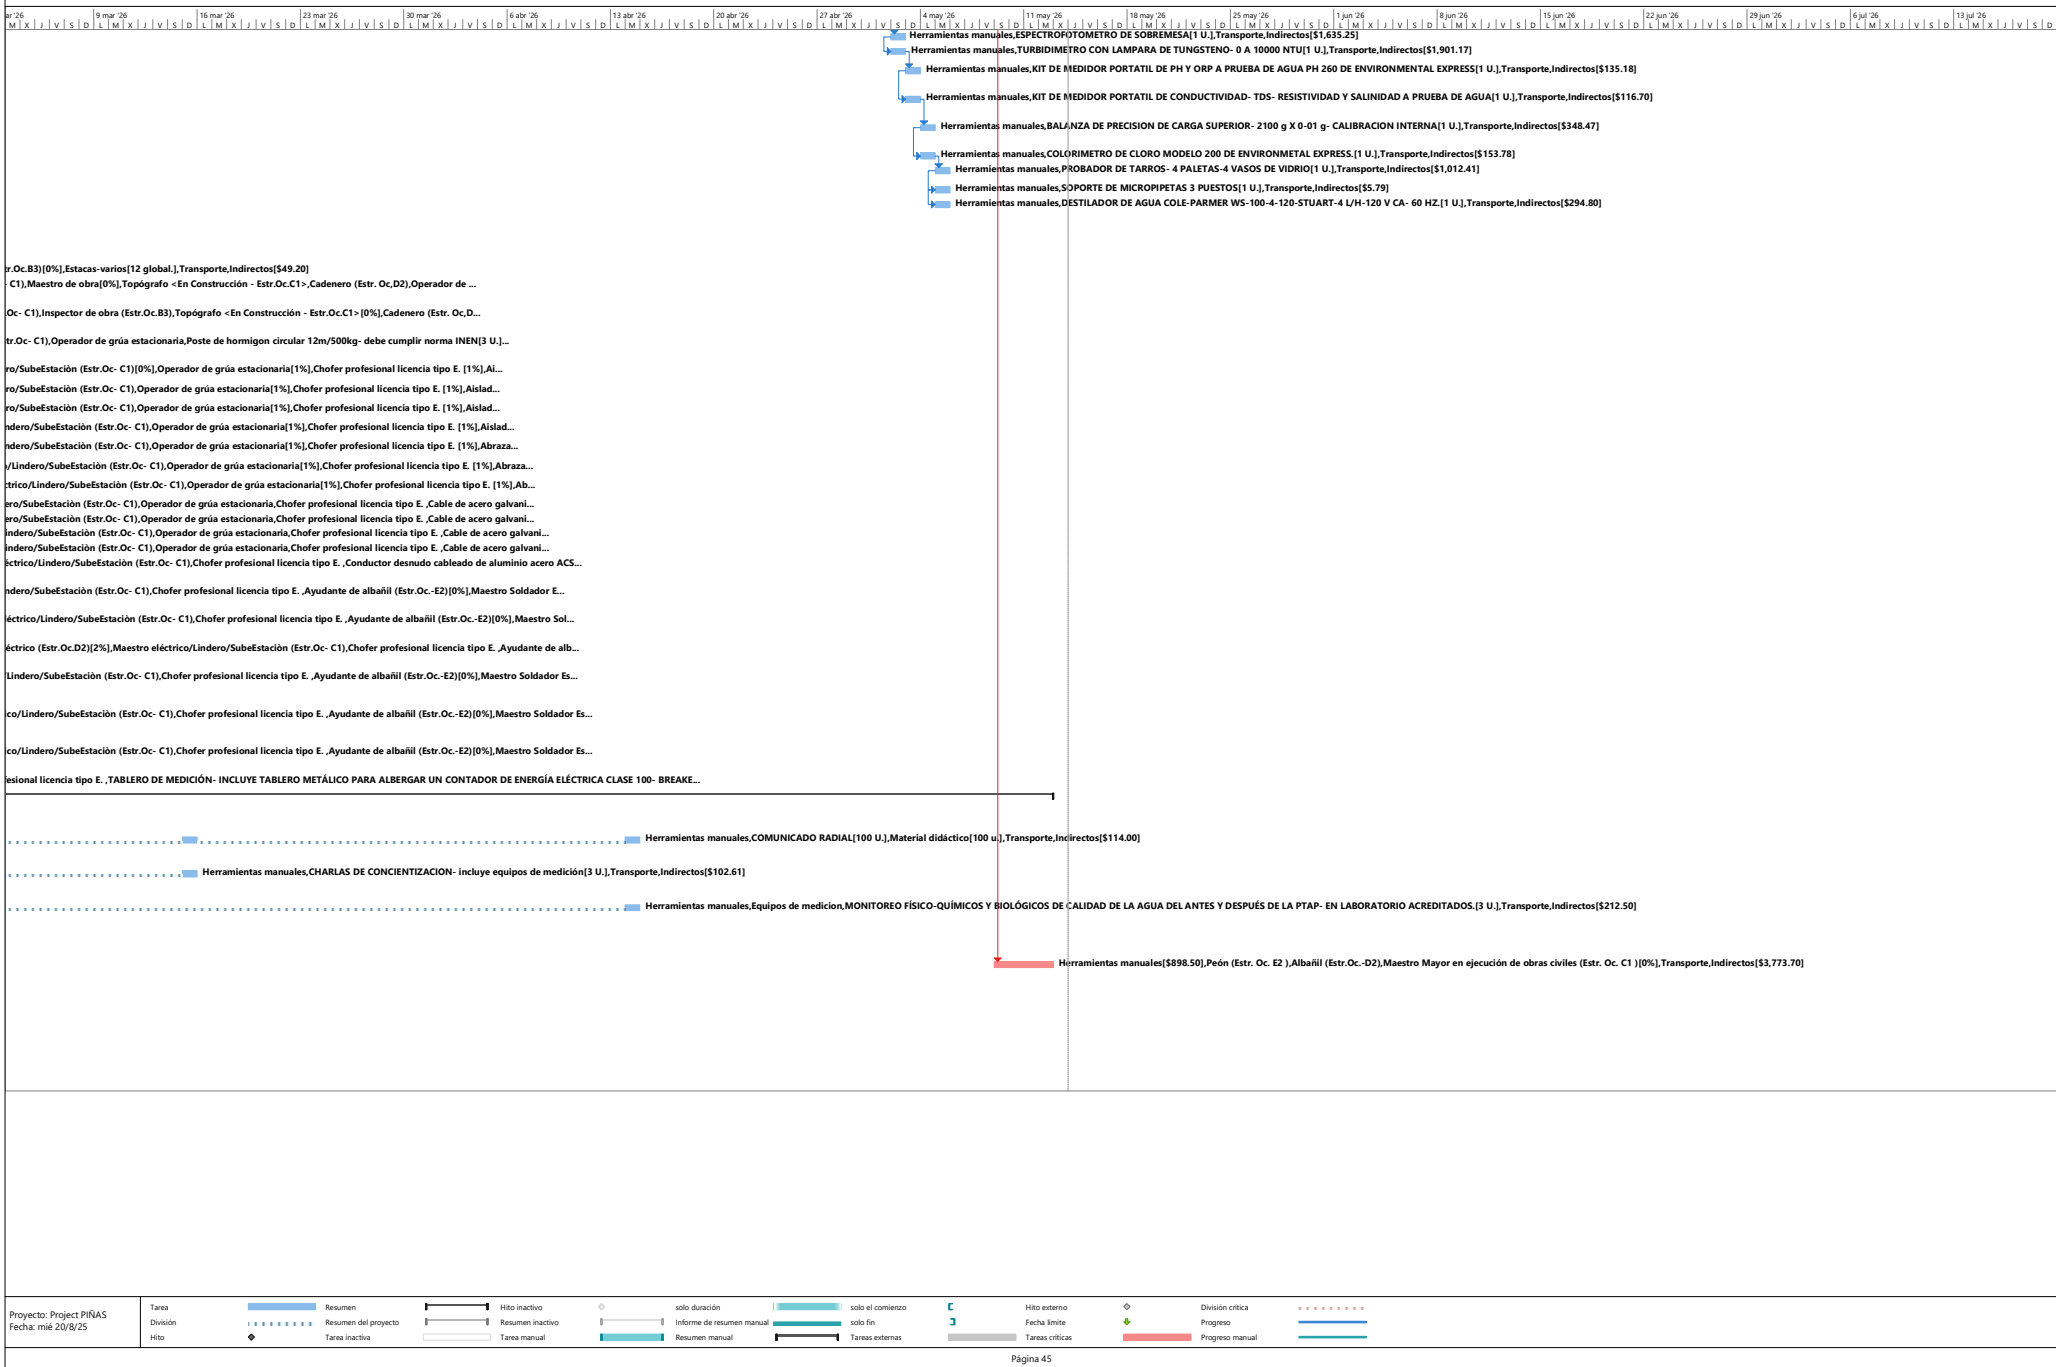 ar '26 9 mar '26 16 mar '26 23 mar '26 30 mar '26 6 abr '26 13 abr '26 20 abr '26 27 abr '26 4 may '26 11 may '26 18 may '26 25 may '26 1 jun '26 8 jun '26 15 jun '26 22 jun '26 29 jun '26 6 jul '26 13 jul '26
M X J V S D L M X J V S D L M X J V S D L M X J V S D L M X J V S D L M X J V S D L M X J V S D L M X J V S D L M X J V S D L M X J V S D L M X J V S D L M X J V S D L M X J V S D L M X J V S D L M X J V S D L M X J V S D L M X J V S D L M X J V S D L M X J V S D L M X J V S D
Herramientas manuales,ESPECTROFOTOMETRO DE SOBREMESA[1 U.],Transporte,Indirectos[$1,635.25]
Herramientas manuales,TURBIDIMETRO CON LAMPARA DE TUNGSTENO- 0 A 10000 NTU[1 U.],Transporte,Indirectos[$1,901.17]
Herramientas manuales,KIT DE MEDIDOR PORTATIL DE PH Y ORP A PRUEBA DE AGUA PH 260 DE ENVIRONMENTAL EXPRESS[1 U.],Transporte,Indirectos[$135.18]
Herramientas manuales,KIT DE MEDIDOR PORTATIL DE CONDUCTIVIDAD- TDS- RESISTIVIDAD Y SALINIDAD A PRUEBA DE AGUA[1 U.],Transporte,Indirectos[$116.70]
Herramientas manuales,BALANZA DE PRECISION DE CARGA SUPERIOR- 2100 g X 0-01 g- CALIBRACION INTERNA[1 U.],Transporte,Indirectos[$348.47]
Herramientas manuales,COLORIMETRO DE CLORO MODELO 200 DE ENVIRONMETAL EXPRESS.[1 U.],Transporte,Indirectos[$153.78]
Herramientas manuales,PROBADOR DE TARROS- 4 PALETAS-4 VASOS DE VIDRIO[1 U.],Transporte,Indirectos[$1,012.41]
Herramientas manuales,SOPORTE DE MICROPIPETAS 3 PUESTOS[1 U.],Transporte,Indirectos[$5.79]
Herramientas manuales,DESTILADOR DE AGUA COLE-PARMER WS-100-4-120-STUART-4 L/H-120 V CA- 60 HZ.[1 U.],Transporte,Indirectos[$294.80]
r.Oc.B3)[0%],Estacas-varios[12 global.],Transporte,Indirectos[$49.20]
- C1),Maestro de obra[0%],Topógrafo <En Construcción - Estr.Oc.C1>,Cadenero (Estr. Oc,D2),Operador de ...
.Oc- C1),Inspector de obra (Estr.Oc.B3),Topógrafo <En Construcción - Estr.Oc.C1>[0%],Cadenero (Estr. Oc,D...
tr.Oc- C1),Operador de grúa estacionaria,Poste de hormigon circular 12m/500kg- debe cumplir norma INEN[3 U.]...
ro/SubeEstaciòn (Estr.Oc- C1)[0%],Operador de grúa estacionaria[1%],Chofer profesional licencia tipo E. [1%],Ai...
ro/SubeEstaciòn (Estr.Oc- C1),Operador de grúa estacionaria[1%],Chofer profesional licencia tipo E. [1%],Aislad...
ro/SubeEstaciòn (Estr.Oc- C1),Operador de grúa estacionaria[1%],Chofer profesional licencia tipo E. [1%],Aislad...
ndero/SubeEstaciòn (Estr.Oc- C1),Operador de grúa estacionaria[1%],Chofer profesional licencia tipo E. [1%],Aislad...
ndero/SubeEstaciòn (Estr.Oc- C1),Operador de grúa estacionaria[1%],Chofer profesional licencia tipo E. [1%],Abraza...
/Lindero/SubeEstaciòn (Estr.Oc- C1),Operador de grúa estacionaria[1%],Chofer profesional licencia tipo E. [1%],Abraza...
ctrico/Lindero/SubeEstaciòn (Estr.Oc- C1),Operador de grúa estacionaria[1%],Chofer profesional licencia tipo E. [1%],Ab...
ero/SubeEstaciòn (Estr.Oc- C1),Operador de grúa estacionaria,Chofer profesional licencia tipo E. ,Cable de acero galvani...
ero/SubeEstaciòn (Estr.Oc- C1),Operador de grúa estacionaria,Chofer profesional licencia tipo E. ,Cable de acero galvani...
indero/SubeEstaciòn (Estr.Oc- C1),Operador de grúa estacionaria,Chofer profesional licencia tipo E. ,Cable de acero galvani...
indero/SubeEstaciòn (Estr.Oc- C1),Operador de grúa estacionaria,Chofer profesional licencia tipo E. ,Cable de acero galvani...
éctrico/Lindero/SubeEstaciòn (Estr.Oc- C1),Chofer profesional licencia tipo E. ,Conductor desnudo cableado de aluminio acero ACS...
ndero/SubeEstaciòn (Estr.Oc- C1),Chofer profesional licencia tipo E. ,Ayudante de albañil (Estr.Oc.-E2)[0%],Maestro Soldador E...
éctrico/Lindero/SubeEstaciòn (Estr.Oc- C1),Chofer profesional licencia tipo E. ,Ayudante de albañil (Estr.Oc.-E2)[0%],Maestro Sol...
éctrico (Estr.Oc.D2)[2%],Maestro eléctrico/Lindero/SubeEstaciòn (Estr.Oc- C1),Chofer profesional licencia tipo E. ,Ayudante de alb...
/Lindero/SubeEstaciòn (Estr.Oc- C1),Chofer profesional licencia tipo E. ,Ayudante de albañil (Estr.Oc.-E2)[0%],Maestro Soldador Es...
ico/Lindero/SubeEstaciòn (Estr.Oc- C1),Chofer profesional licencia tipo E. ,Ayudante de albañil (Estr.Oc.-E2)[0%],Maestro Soldador Es...
ico/Lindero/SubeEstaciòn (Estr.Oc- C1),Chofer profesional licencia tipo E. ,Ayudante de albañil (Estr.Oc.-E2)[0%],Maestro Soldador Es...
fesional licencia tipo E. ,TABLERO DE MEDICIÓN- INCLUYE TABLERO METÁLICO PARA ALBERGAR UN CONTADOR DE ENERGÍA ELÉCTRICA CLASE 100- BREAKE...
Herramientas manuales,COMUNICADO RADIAL[100 U.],Material didáctico[100 u.],Transporte,Indirectos[$114.00]
Herramientas manuales,CHARLAS DE CONCIENTIZACION- incluye equipos de medición[3 U.],Transporte,Indirectos[$102.61]
Herramientas manuales,Equipos de medicion,MONITOREO FÍSICO-QUÍMICOS Y BIOLÓGICOS DE CALIDAD DE LA AGUA DEL ANTES Y DESPUÉS DE LA PTAP- EN LABORATORIO ACREDITADOS.[3 U.],Transporte,Indirectos[$212.50]
Herramientas manuales[$898.50],Peón (Estr. Oc. E2 ),Albañil (Estr.Oc.-D2),Maestro Mayor en ejecución de obras civiles (Estr. Oc. C1 )[0%],Transporte,Indirectos[$3,773.70]
Proyecto: Project PIÑAS
Fecha: mié 20/8/25
Tarea Resumen Hito inactivo solo duración solo el comienzo Hito externo División crítica
División Resumen del proyecto Resumen inactivo Informe de resumen manual solo fin Fecha límite Progreso
Hito Tarea inactiva Tarea manual Resumen manual Tareas externas Tareas críticas Progreso manual
Página 45